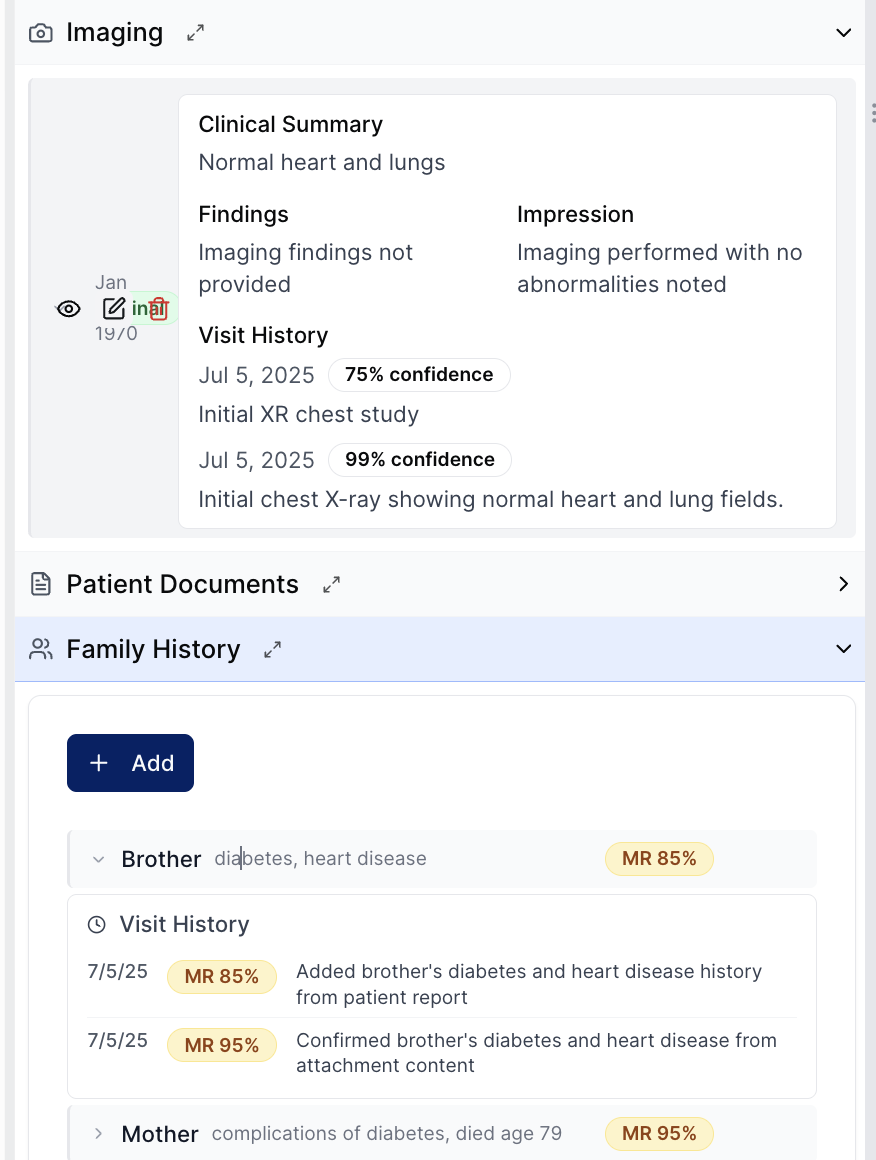 Imaging
Clinical Summary
Normal heart and lungs
Findings
Imaging findings not
provided
Impression
Imaging performed with no
abnormalities noted
Jan
1970
Visit History
Jul 5, 2025 75% confidence
Initial XR chest study
Jul 5, 2025 99% confidence
Initial chest X-ray showing normal heart and lung fields.
Patient Documents
Family History
+ Add
Brother diabetes, heart disease MR 85%
Visit History
7/5/25 MR 85% Added brother's diabetes and heart disease history
from patient report
7/5/25 MR 95% Confirmed brother's diabetes and heart disease from
attachment content
Mother complications of diabetes, died age 79 MR 95%